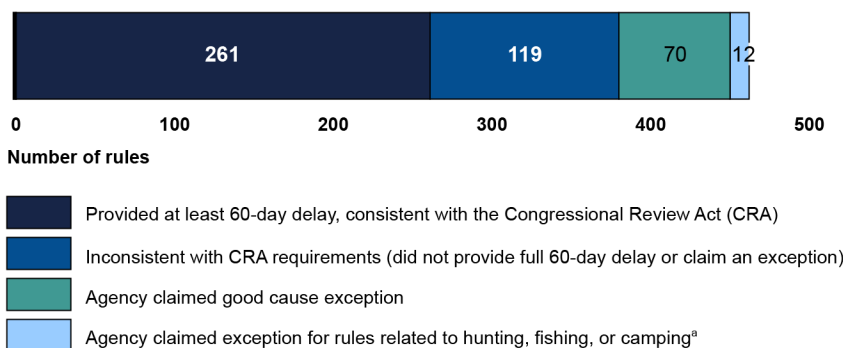 261 119 70 12
0 100 200 300 400 500
Number of rules
Provided at least 60-day delay, consistent with the Congressional Review Act (CRA)
Inconsistent with CRA requirements (did not provide full 60-day delay or claim an exception)
Agency claimed good cause exception
Agency claimed exception for rules related to hunting, fishing, or campingᵃ